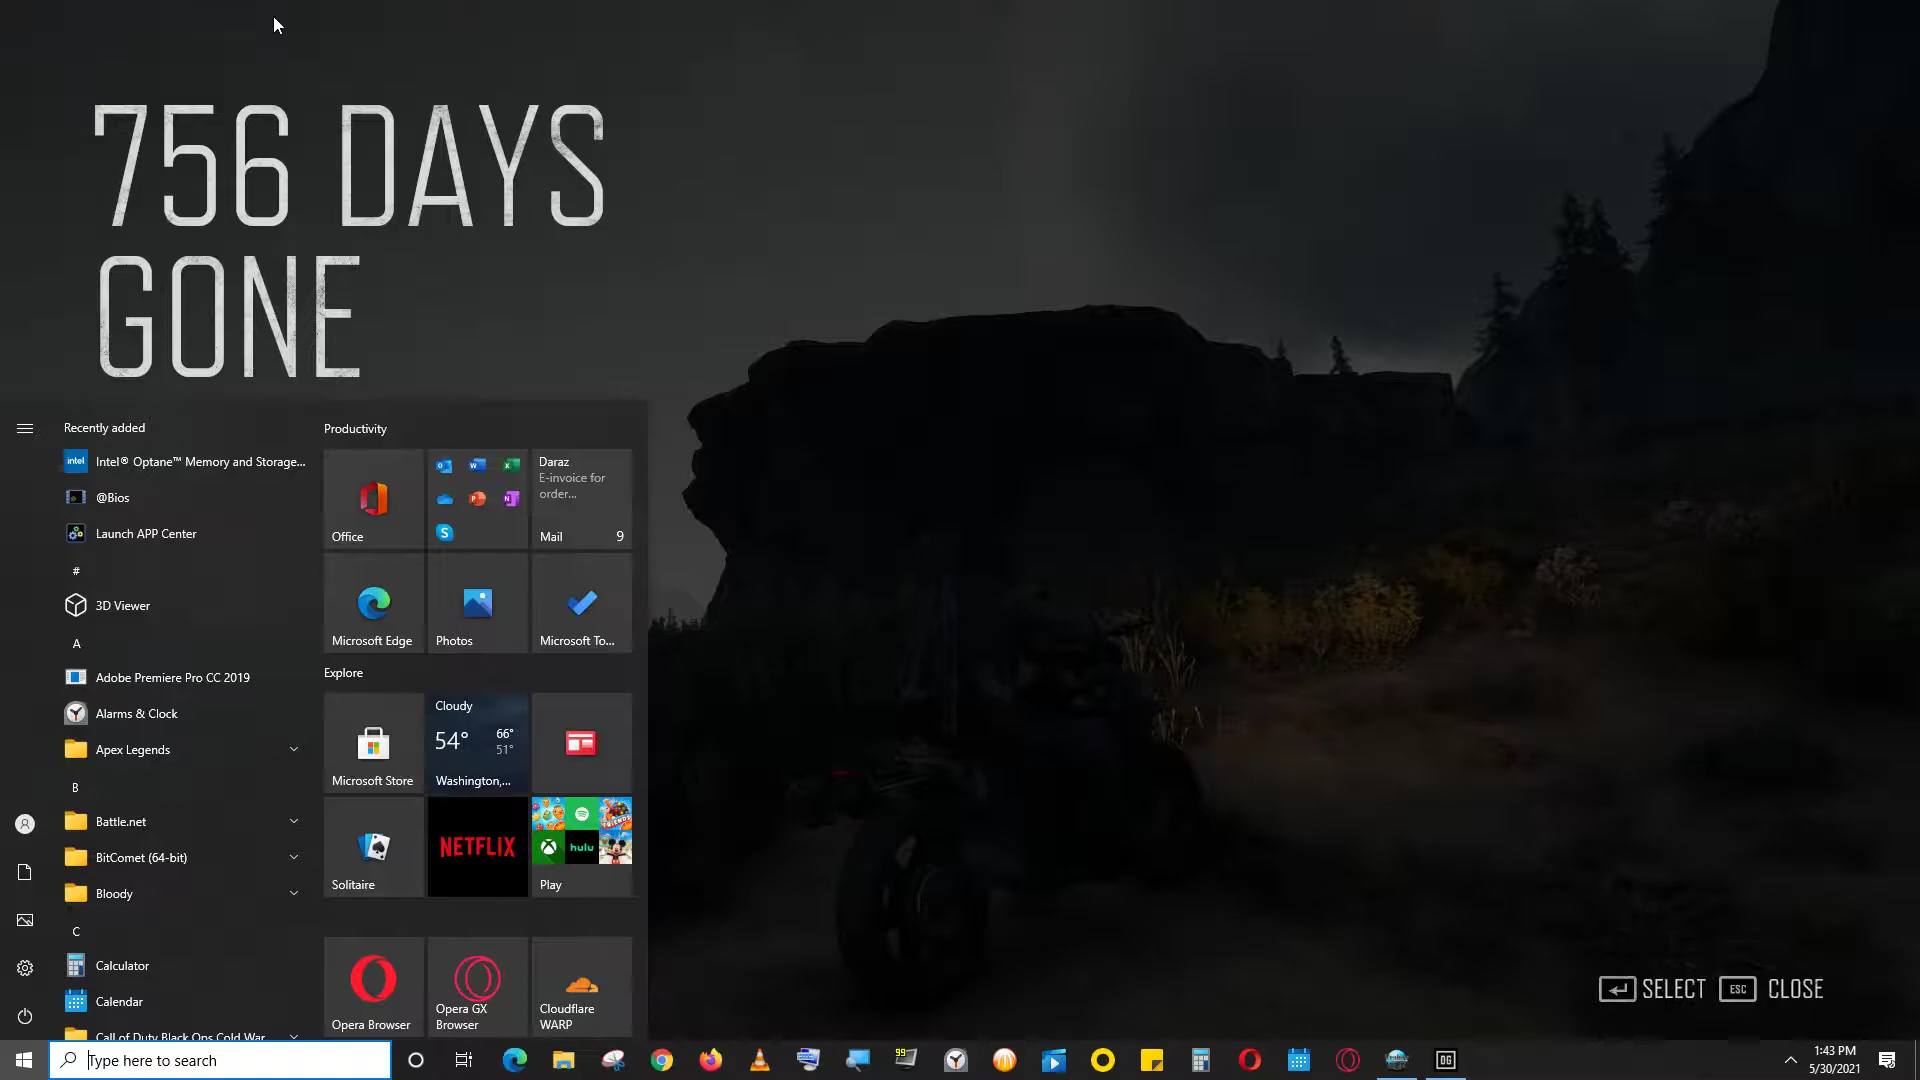 756 DAYS
GONE
Recently added
Productivity
intel
Intel® Optane™ Memory and Storage...
@Bios
Launch APP Center
#
3D Viewer
A
Adobe Premiere Pro CC 2019
Alarms & Clock
Apex Legends
B
Battle.net
BitComet (64-bit)
Bloody
C
Calculator
Calendar
Call of Duty Black Ops Cold War
Office
Daraz
E-invoice for
order...
Mail 9
Microsoft Edge
Photos
Microsoft To...
Explore
Microsoft Store
Cloudy
54° 66°
51°
Washington,...
Solitaire
NETFLIX
hulu
Play
Opera Browser
Opera GX
Browser
Cloudflare
WARP
SELECT
ESC CLOSE
Type here to search
99
DG
1:43 PM
5/30/2021